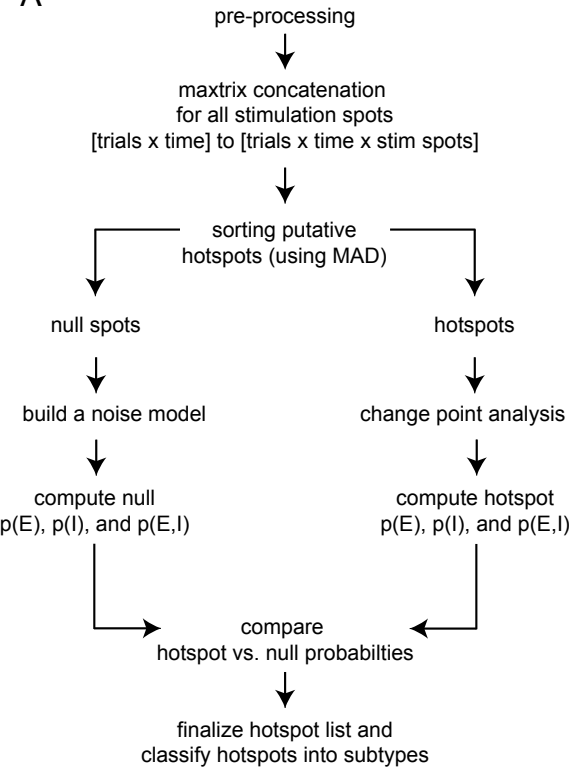 A
pre-processing
maxtrix concatenation
for all stimulation spots
[trials x time] to [trials x time x stim spots]
sorting putative
hotspots (using MAD)
null spots
hotspots
build a noise model
change point analysis
compute null
p(E), p(I), and p(E,I)
compute hotspot
p(E), p(I), and p(E,I)
compare
hotspot vs. null probabilties
finalize hotspot list and
classify hotspots into subtypes